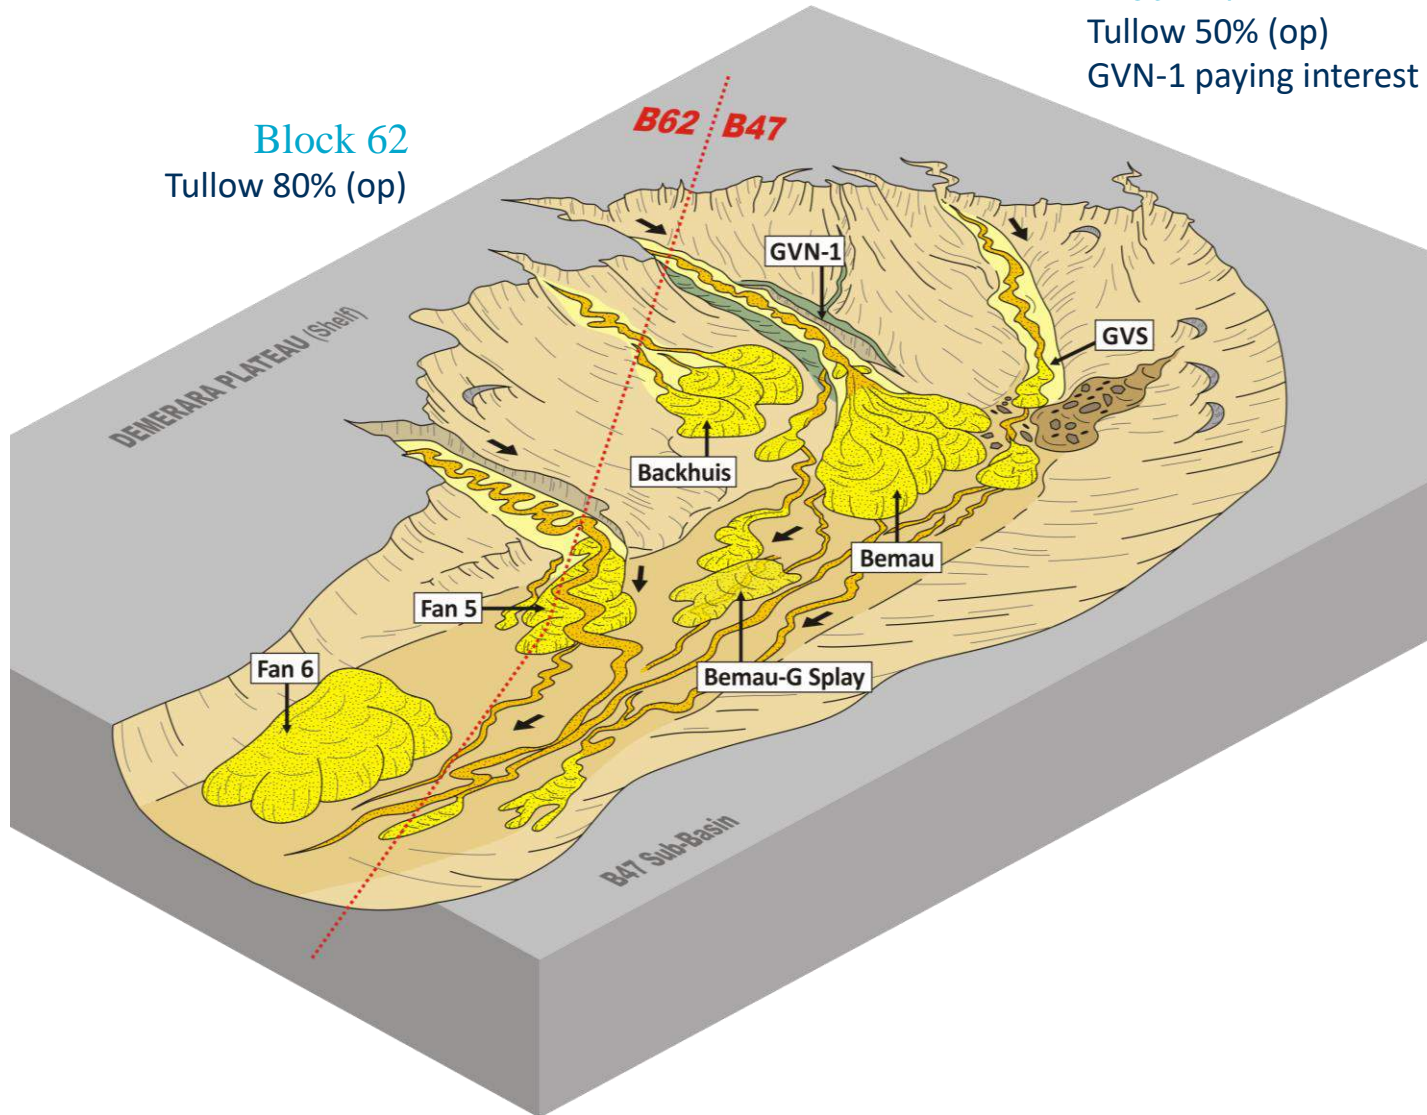 Tullow 50% (op)
GVN-1 paying interest
B62 B47
Block 62
Tullow 80% (op)
GVN-1
GVS
DEMERARA PLATEAU (Shelf)
Backhuis
Bemau
Fan 5
Fan 6
Bemau-G Splay
B47 Sub-Basin